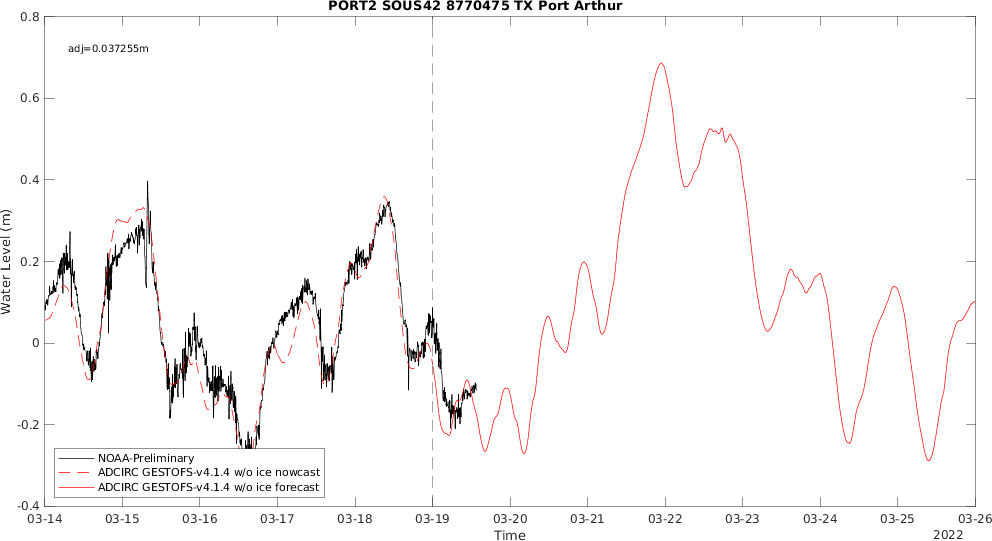 PORT2 SOUS42 8770475 TX Port Arthur
adj=0.037255m
0.8
0.6
0.4
0.2
0
-0.2
-0.4
Water Level (m)
NOAA-Preliminary
ADCIRC GESTOFS-v4.1.4 w/o ice nowcast
ADCIRC GESTOFS-v4.1.4 w/o ice forecast
03-14 03-15 03-16 03-17 03-18 03-19 03-20 03-21 03-22 03-23 03-24 03-25 03-26
Time
2022